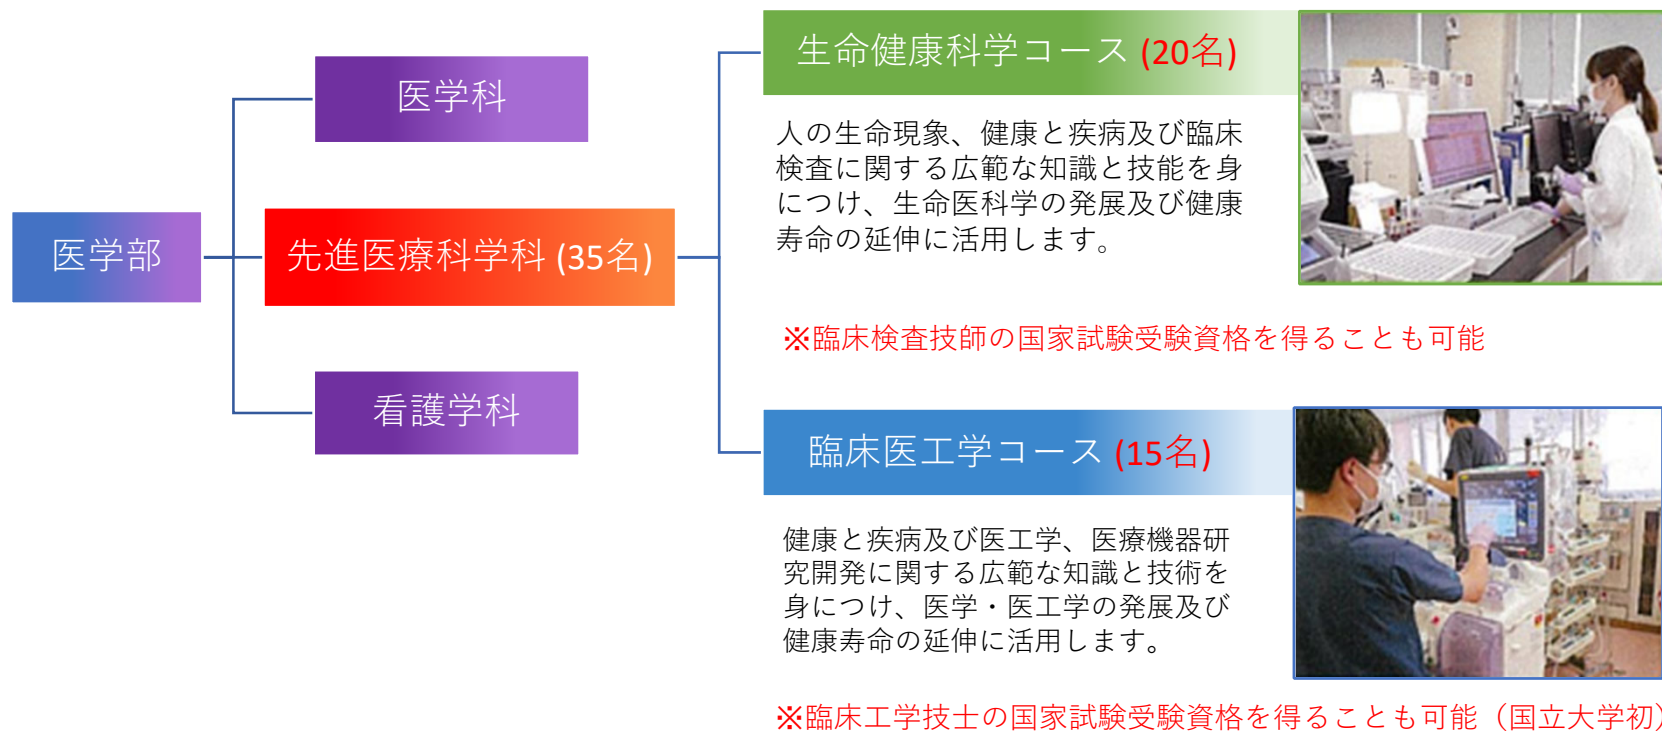 医学部
医学科
先進医療科学科 (35名)
看護学科
生命健康科学コース (20名)
人の生命現象、健康と疾病及び臨床
検査に関する広範な知識と技能を身
につけ、生命医科学の発展及び健康
寿命の延伸に活用します。
※臨床検査技師の国家試験受験資格を得ることも可能
臨床医工学コース (15名)
健康と疾病及び医工学、医療機器研
究開発に関する広範な知識と技術を
身につけ、医学・医工学の発展及び
健康寿命の延伸に活用します。
※臨床工学技士の国家試験受験資格を得ることも可能（国立大学初）